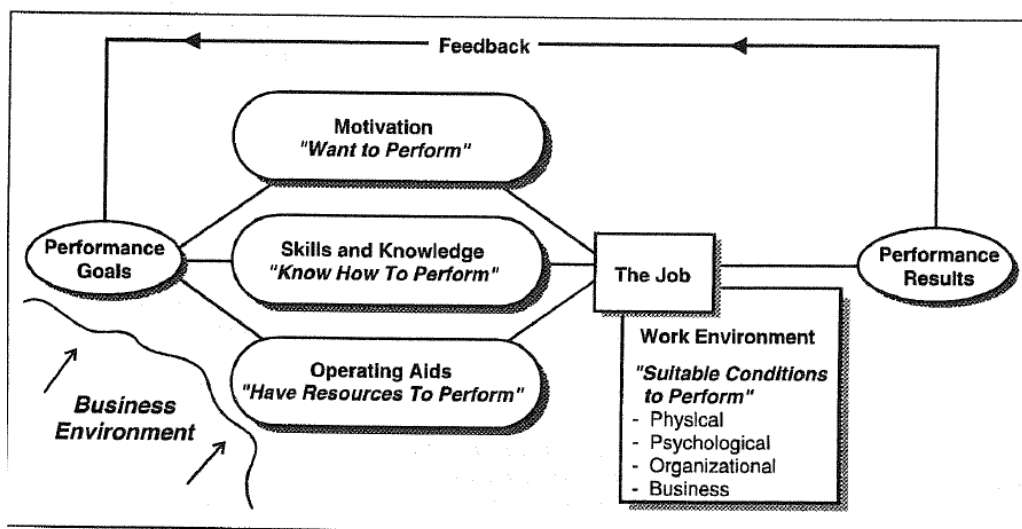 Feedback
Motivation
"Want to Perform"
Performance
Goals
Skills and Knowledge
"Know How To Perform"
The Job
Performance
Results
Operating Aids
"Have Resources To Perform"
Work Environment
"Suitable Conditions
to Perform"
- Physical
- Psychological
- Organizational
- Business
Business
Environment